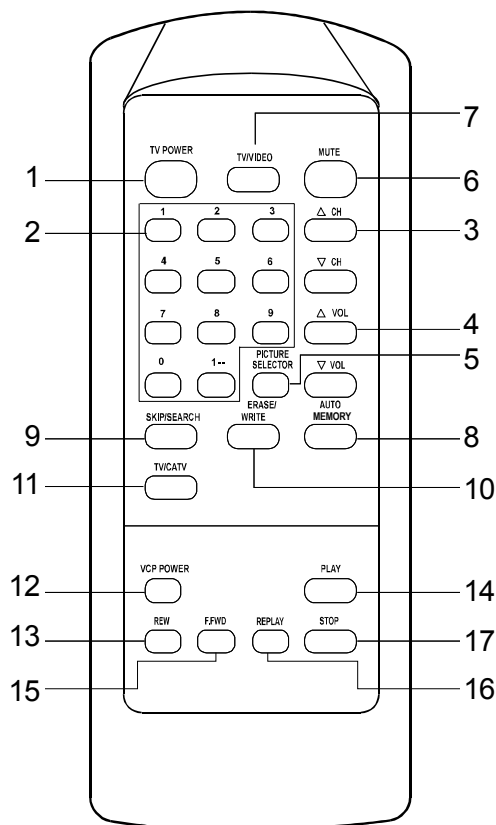 7
TV POWER
TV/VIDEO
MUTE
1
6
1 2 3
△ CH
2
3
4 5 6
▽ CH
7 8 9
△ VOL
4
0 1--
PICTURE
SELECTOR
▽ VOL
5
SKIP/SEARCH
ERASE/
WRITE
AUTO
MEMORY
9
8
TV/CATV
11
10
VCP POWER
PLAY
12
14
REW F.FWD REPLAY STOP
13
17
15
16